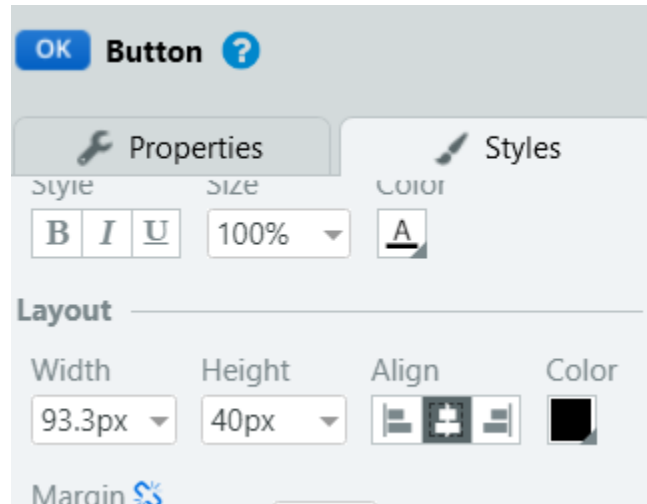 OK Button ?
Properties Styles
Style Size Color
B I U 100% A
Layout
Width Height Align Color
93.3px 40px
Margin